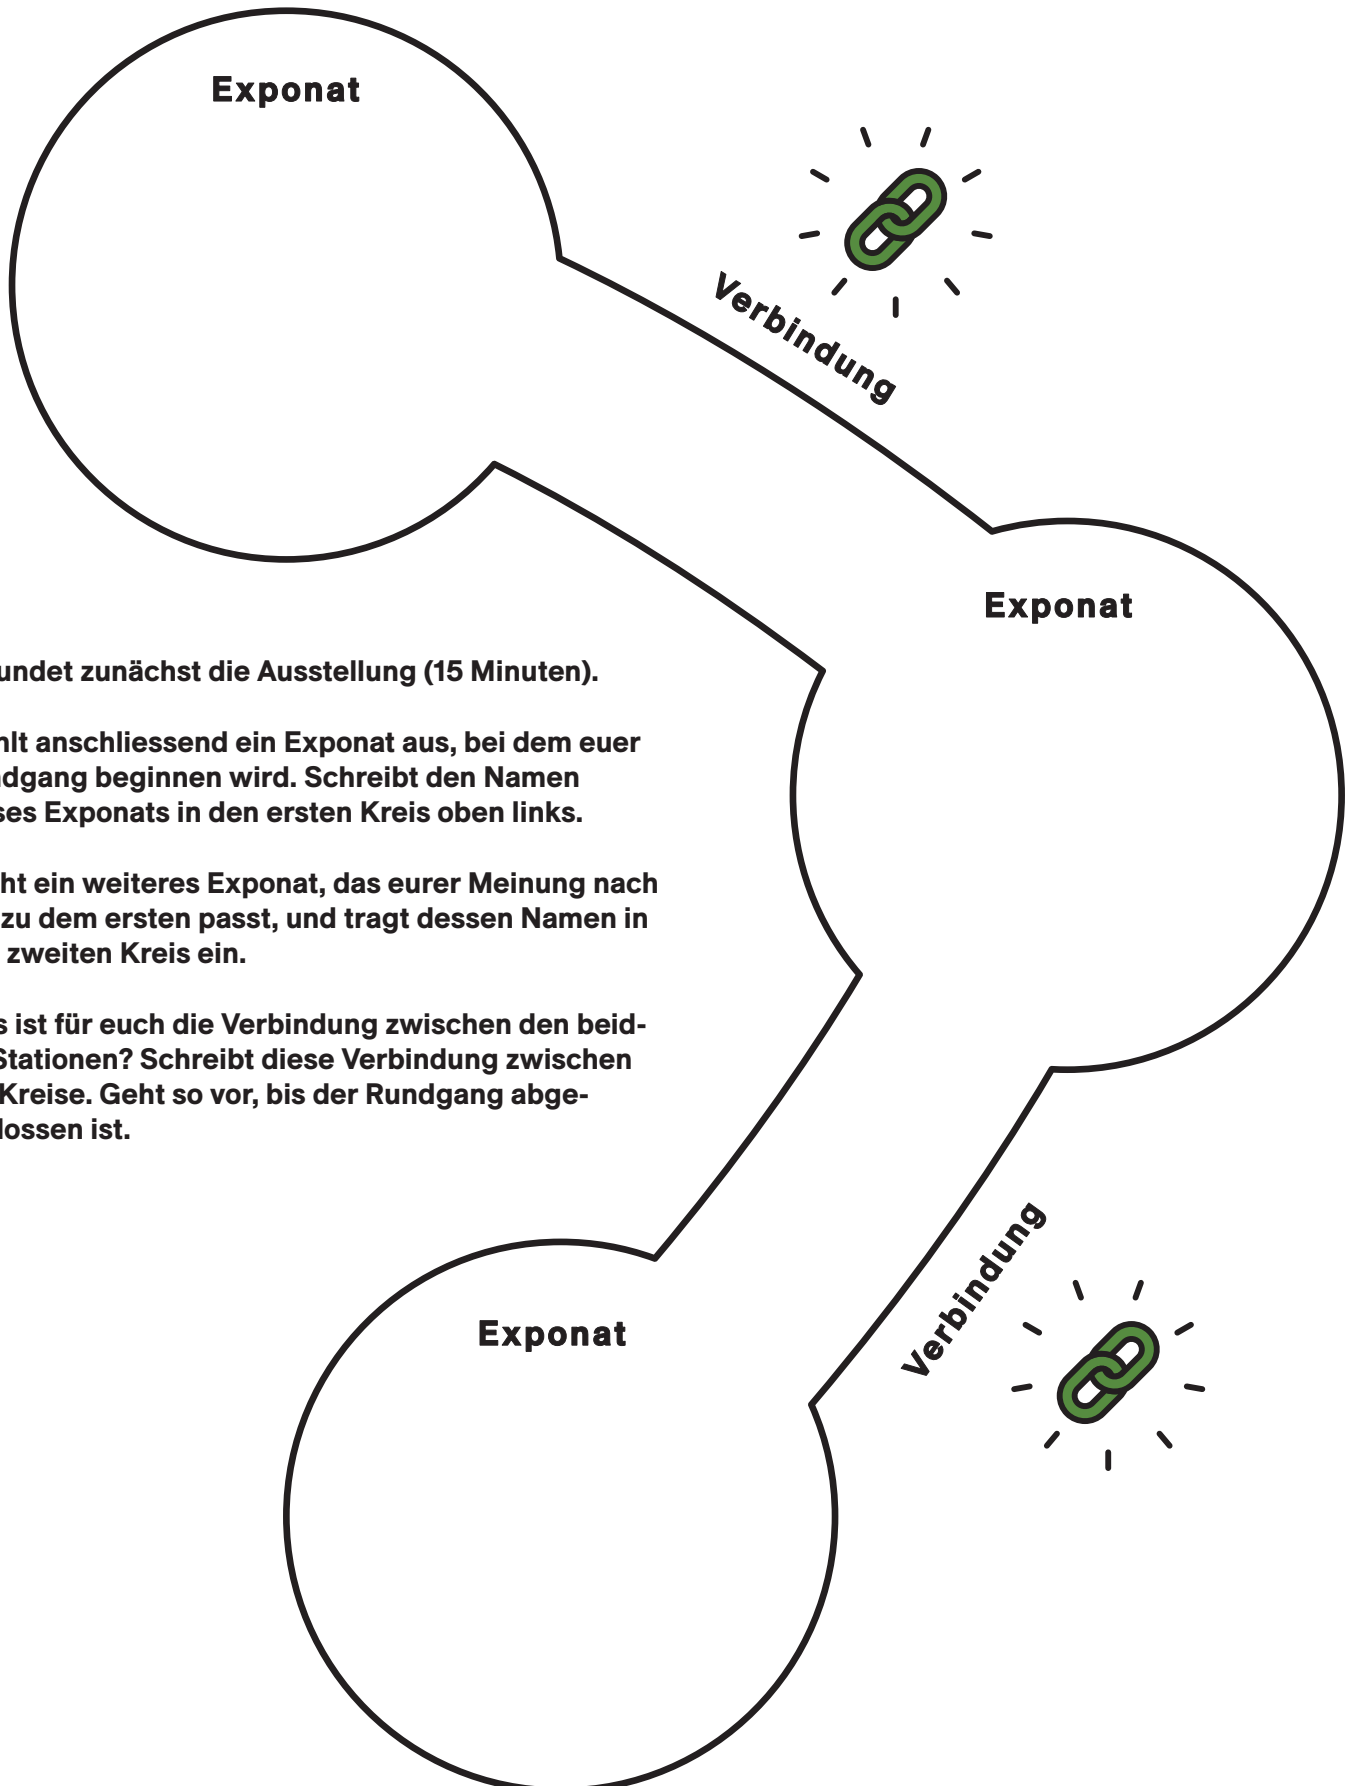 Exponat
Verbindung
Exponat
undet zunächst die Ausstellung (15 Minuten).
hlt anschliessend ein Exponat aus, bei dem euer
ndgang beginnen wird. Schreibt den Namen
ses Exponats in den ersten Kreis oben links.
ht ein weiteres Exponat, das eurer Meinung nach
zu dem ersten passt, und tragt dessen Namen in
zweiten Kreis ein.
s ist für euch die Verbindung zwischen den beid-
Stationen? Schreibt diese Verbindung zwischen
Kreise. Geht so vor, bis der Rundgang abge-
lossen ist.
Verbindung
Exponat